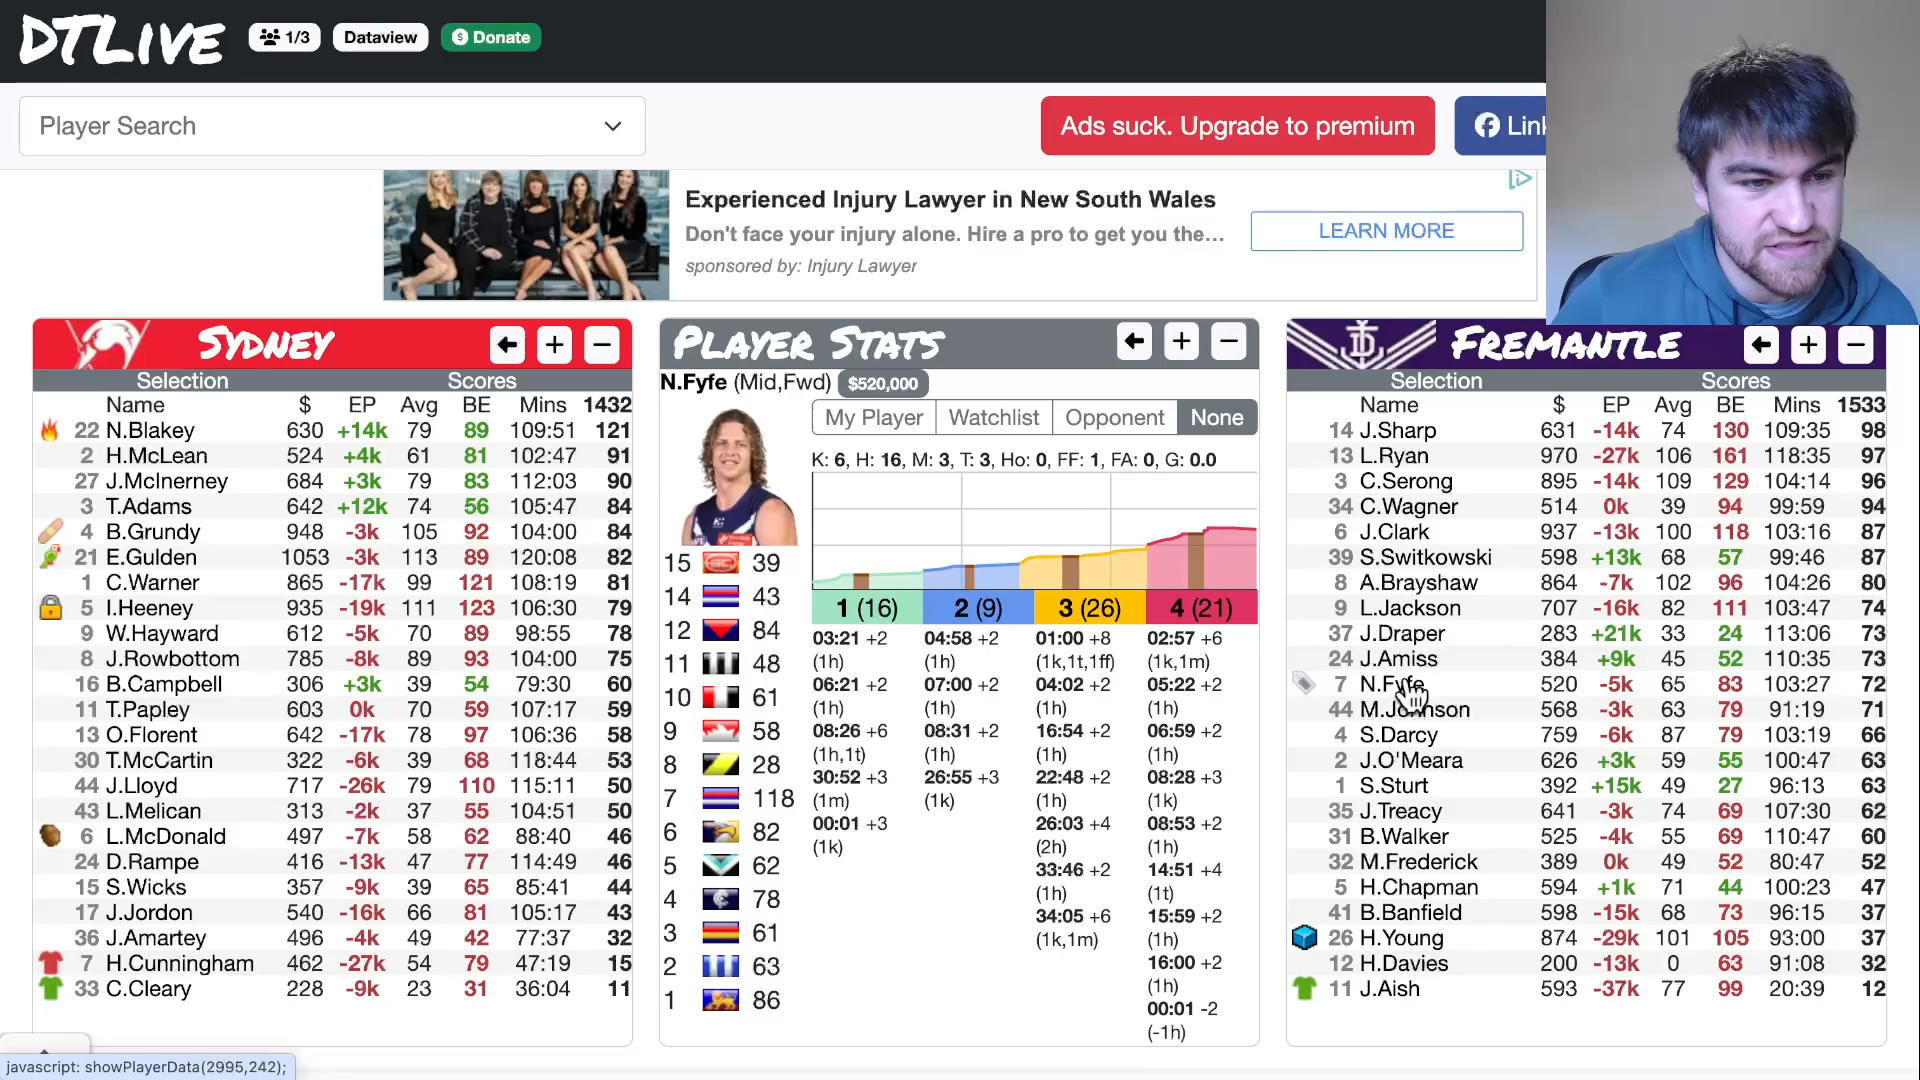 DTLive
1/3
Dataview
Donate
Player Search
Ads suck. Upgrade to premium
Link
Experienced Injury Lawyer in New South Wales
Don't face your injury alone. Hire a pro to get you the...
sponsored by: Injury Lawyer
LEARN MORE
Sydney
Selection Scores
Name $ EP Avg BE Mins 1432
22 N.Blakey 630 +14k 79 89 109:51 121
2 H.McLean 524 +4k 61 81 102:47 91
27 J.McInerney 684 +3k 79 83 112:03 90
3 T.Adams 642 +12k 74 56 105:47 84
4 B.Grundy 948 -3k 105 92 104:00 84
21 E.Gulden 1053 -3k 113 89 120:08 82
1 C.Warner 865 -17k 99 121 108:19 81
5 I.Heeney 935 -19k 111 123 106:30 79
9 W.Hayward 612 -5k 70 89 98:55 78
8 J.Rowbottom 785 -8k 89 93 104:00 75
16 B.Campbell 306 +3k 39 54 79:30 60
11 T.Papley 603 0k 70 59 107:17 59
13 O.Florent 642 -17k 78 97 106:36 58
30 T.McCartin 322 -6k 39 68 118:44 53
44 J.Lloyd 717 -26k 79 110 115:11 50
43 L.Melican 313 -2k 37 55 104:51 50
6 L.McDonald 497 -7k 58 62 88:40 46
24 D.Rampe 416 -13k 47 77 114:49 46
15 S.Wicks 357 -9k 39 65 85:41 44
17 J.Jordon 540 -16k 66 81 105:17 43
36 J.Amartey 496 -4k 49 42 77:37 32
7 H.Cunningham 462 -27k 54 79 47:19 15
33 C.Cleary 228 -9k 23 31 36:04 11
Player Stats
N.Fyfe (Mid,Fwd) $520,000
My Player Watchlist Opponent None
K: 6, H: 16, M: 3, T: 3, Ho: 0, FF: 1, FA: 0, G: 0.0
15 39
14 43
12 84
11 48
10 61
9 58
8 28
7 118
6 82
5 62
4 78
3 61
2 63
1 86
1 (16) 2 (9) 3 (26) 4 (21)
03:21 +2
(1h)
06:21 +2
(1h)
08:26 +6
(1h,1t)
30:52 +3
(1m)
00:01 +3
(1k)
04:58 +2
(1h)
07:00 +2
(1h)
08:31 +2
(1h)
26:55 +3
(1k)
01:00 +8
(1k,1t,1ff)
04:02 +2
(1h)
16:54 +2
(1h)
22:48 +2
(1h)
26:03 +4
(2h)
33:46 +2
(1h)
34:05 +6
(1k,1m)
02:57 +6
(1k,1m)
05:22 +2
(1h)
06:59 +2
(1h)
08:28 +3
(1k)
08:53 +2
(1h)
14:51 +4
(1t)
15:59 +2
(1h)
16:00 +2
(1h)
00:01 -2
(-1h)
Fremantle
Selection Scores
Name $ EP Avg BE Mins 1533
14 J.Sharp 631 -14k 74 130 109:35 98
13 L.Ryan 970 -27k 106 161 118:35 97
3 C.Serong 895 -14k 109 129 104:14 96
34 C.Wagner 514 0k 39 94 99:59 94
6 J.Clark 937 -13k 100 118 103:16 87
39 S.Switkowski 598 +13k 68 57 99:46 87
8 A.Brayshaw 864 -7k 102 96 104:26 80
9 L.Jackson 707 -16k 82 111 103:47 74
37 J.Draper 283 +21k 33 24 113:06 73
24 J.Amiss 384 +9k 45 52 110:35 73
7 N.Fyfe 520 -5k 65 83 103:27 72
44 M.Johnson 568 -3k 63 79 91:19 71
4 S.Darcy 759 -6k 87 79 103:19 66
2 J.O'Meara 626 +3k 59 55 100:47 63
1 S.Sturt 392 +15k 49 27 96:13 63
35 J.Treacy 641 -3k 74 69 107:30 62
31 B.Walker 525 -4k 55 69 110:47 60
32 M.Frederick 389 0k 49 52 80:47 52
5 H.Chapman 594 +1k 71 44 100:23 47
41 B.Banfield 598 -15k 68 73 96:15 37
26 H.Young 874 -29k 101 105 93:00 37
12 H.Davies 200 -13k 0 63 91:08 32
11 J.Aish 593 -37k 77 99 20:39 12
javascript: showPlayerData(2995,242);